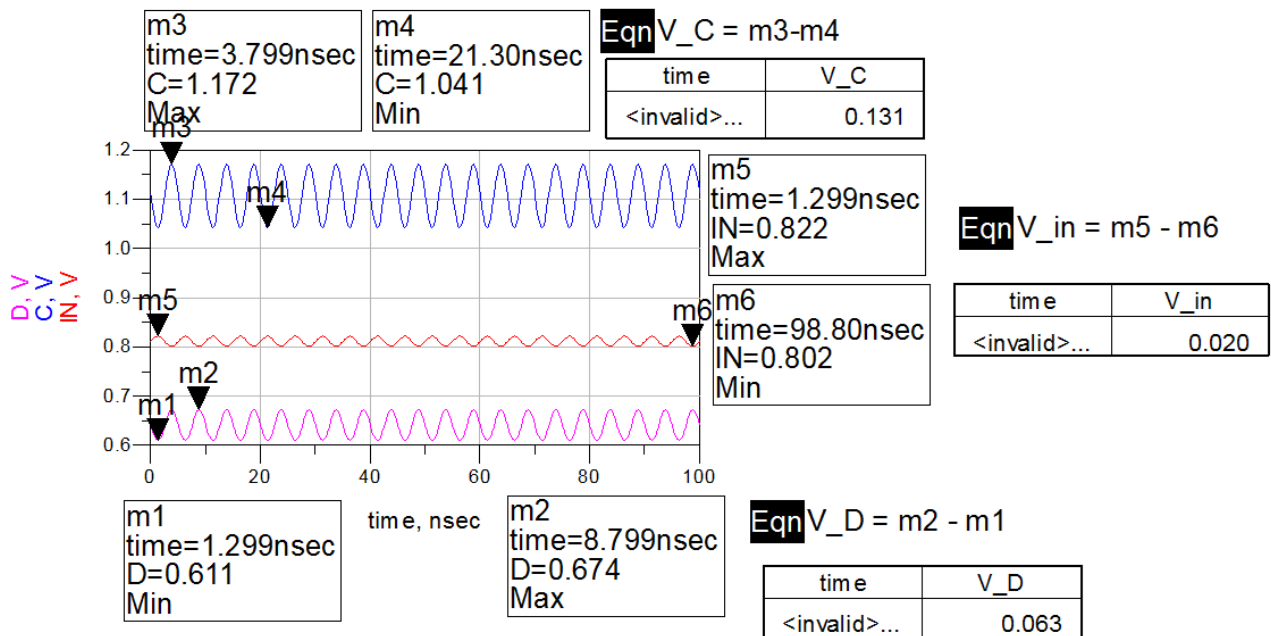 m3
time=3.799nsec
C=1.172
Max
m4
time=21.30nsec
C=1.041
Min
Eqn V_C = m3-m4
time V_C
<invalid>... 0.131
m3
m4
m5
m6
m2
m1
1.2
1.1
1.0
0.9
0.8
0.7
0.6
D, V
C, V
IN, V
0 20 40 60 80 100
time, nsec
m5
time=1.299nsec
IN=0.822
Max
m6
time=98.80nsec
IN=0.802
Min
Eqn V_in = m5 - m6
time V_in
<invalid>... 0.020
m1
time=1.299nsec
D=0.611
Min
m2
time=8.799nsec
D=0.674
Max
Eqn V_D = m2 - m1
time V_D
<invalid>... 0.063